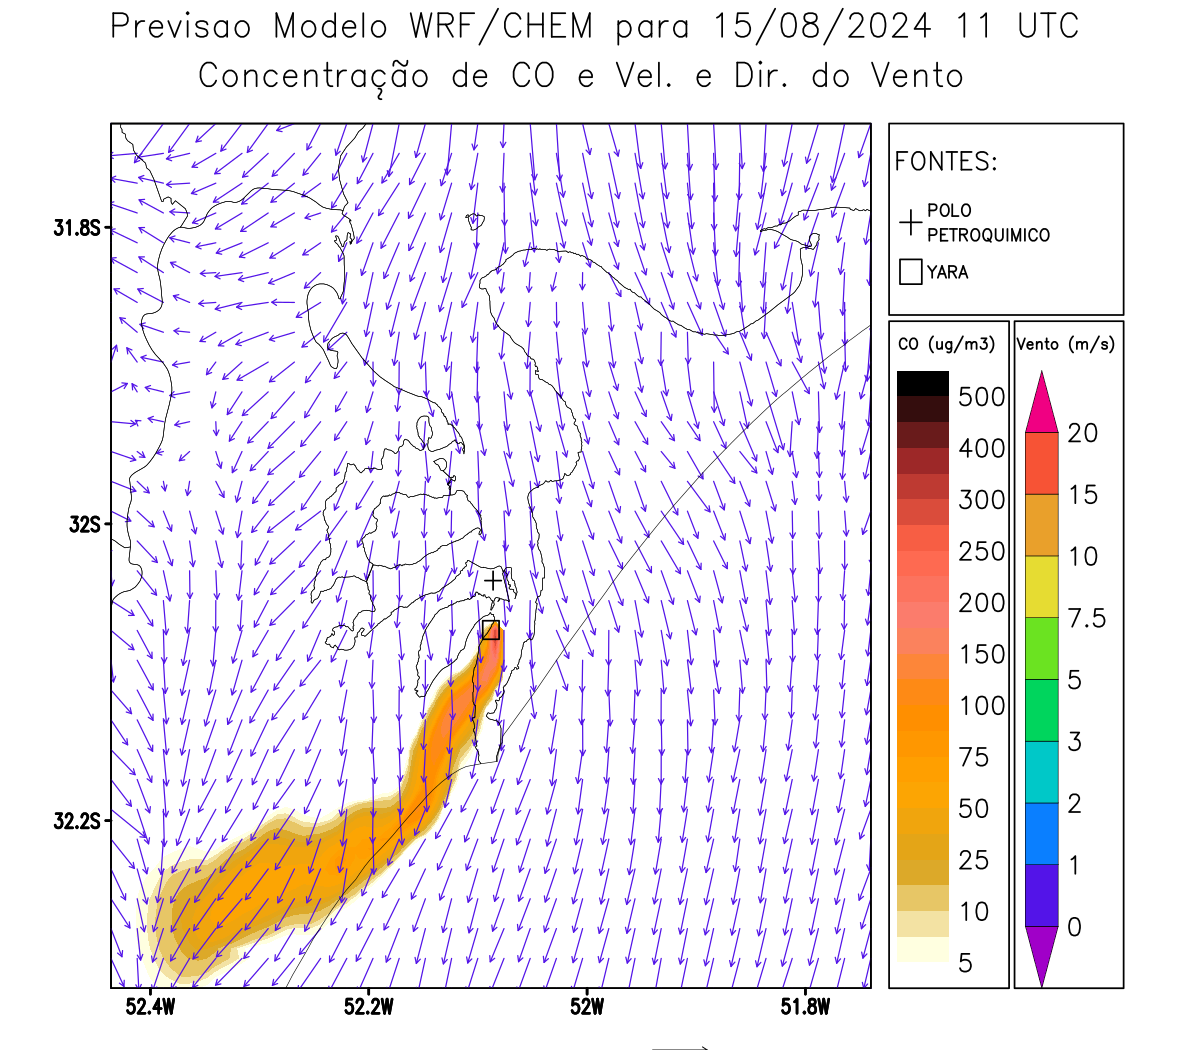 Previsao Modelo WRF/CHEM para 15/08/2024 11 UTC
Concentração de CO e Vel. e Dir. do Vento
FONTES:
POLO
PETROQUIMICO
YARA
CO (ug/m3)
500
400
300
250
200
150
100
75
50
25
10
5
Vento (m/s)
20
15
10
7.5
5
3
2
1
0
31.8S
32S
32.2S
52.4W
52.2W
52W
51.8W